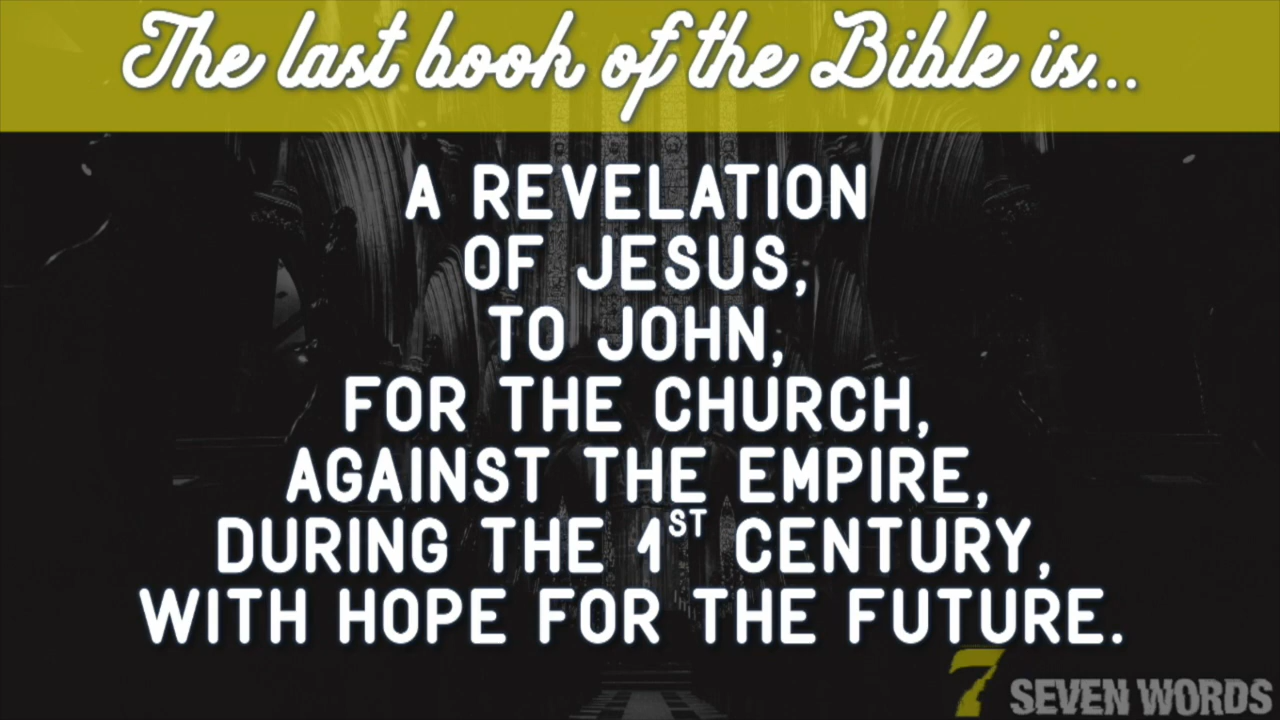 The last book of the Bible is...
A REVELATION
OF JESUS,
TO JOHN,
FOR THE CHURCH,
AGAINST THE EMPIRE,
DURING THE 1ST CENTURY,
WITH HOPE FOR THE FUTURE.
7 SEVEN WORDS